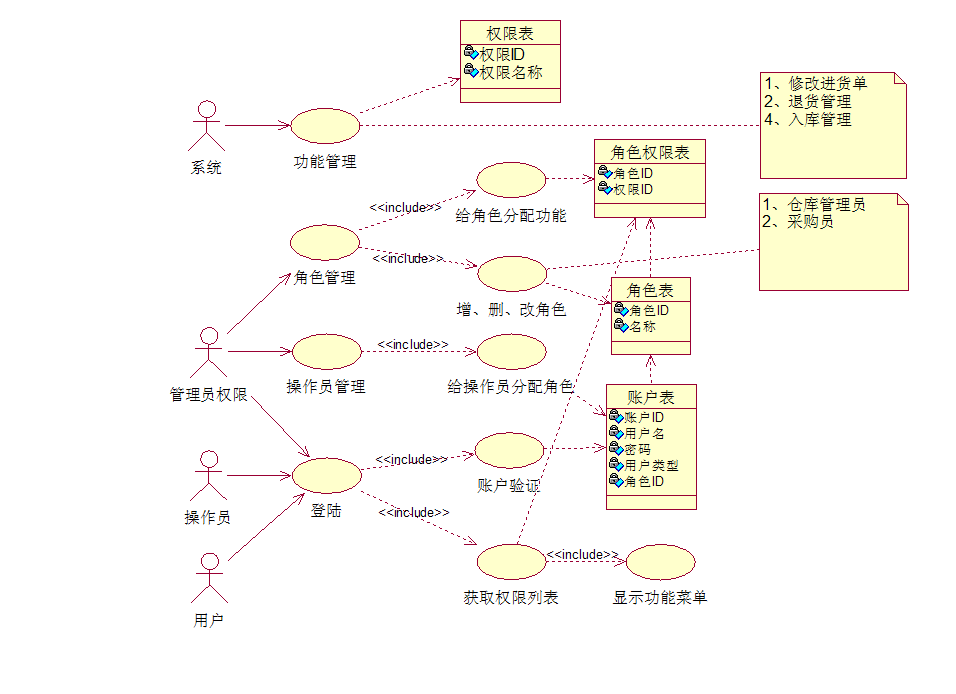 权限表
权限ID
权限名称
1、修改进货单
2、退货管理
4、入库管理
系统
功能管理
角色权限表
角色ID
权限ID
<<include>>
给角色分配功能
1、仓库管理员
2、采购员
角色管理
<<include>>
增、删、改角色
角色表
角色ID
名称
管理员权限
操作员管理
<<include>>
给操作员分配角色
账户表
账户ID
用户名
密码
用户类型
角色ID
操作员
登陆
<<include>>
账户验证
<<include>>
用户
获取权限列表
<<include>>
显示功能菜单